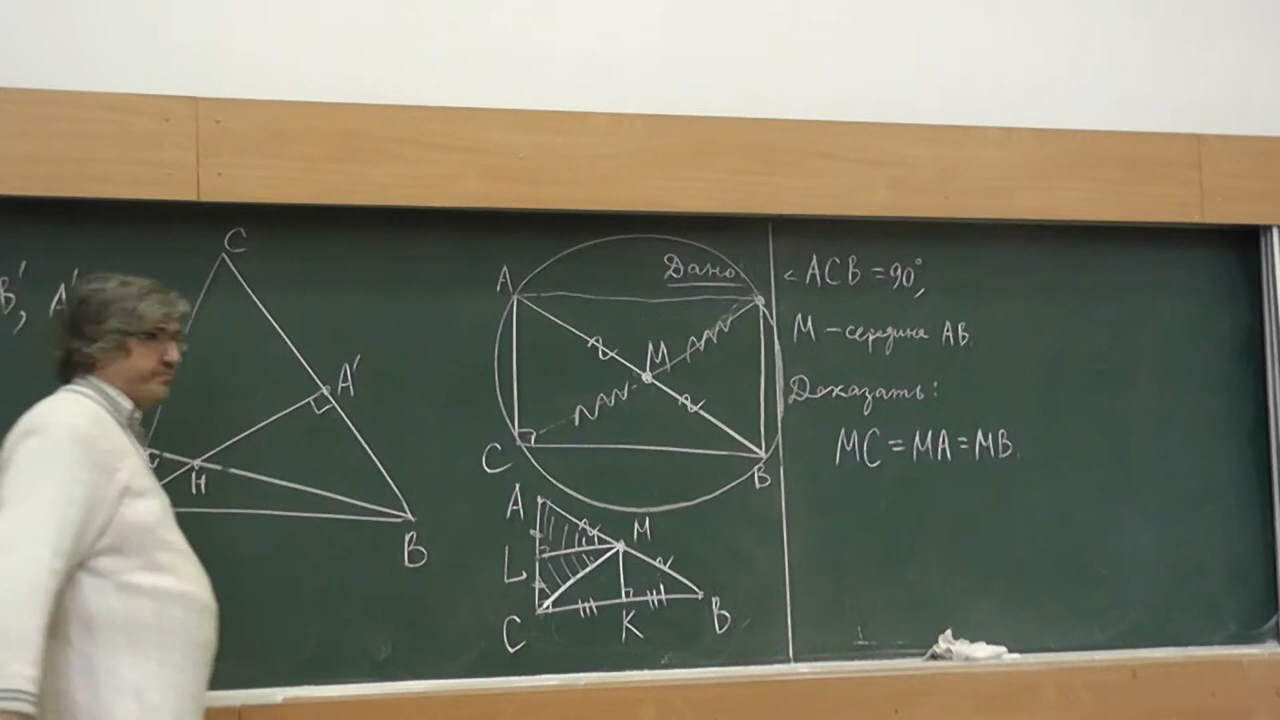 B', A'
C
A'
H
B
A
Дано
M
C
B
A
M
L
C
K
B
∠ACB = 90°,
M – середина AB.
Доказать:
MC = MA = MB.